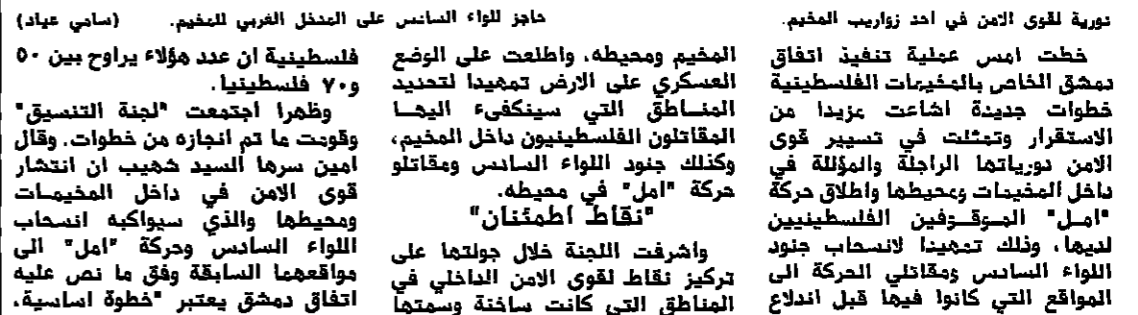 دورية لقوى الامن في احد زواريب المخيم.
حاجز للواء السادس على المدخل الغربي للمخيم. (سامي عياد)
خطت امس عملية تنفيذ اتفاق
دمشق الخاص بالمخيمات الفلسطينية
خطوات جديدة اشاعت مزيدا من
الاستقرار وتمثلت في تسيير قوى
الامن دورياتها الراجلة والمؤللة في
داخل المخيمات ومحيطها واطلاق حركة
"امل" الموقوفين الفلسطينيين
لديها، وذلك تمهيدا لانسحاب جنود
اللواء السادس ومقاتلي الحركة الى
المواقع التي كانوا فيها قبل اندلاع
المخيم ومحيطه، واطلعت على الوضع
العسكري على الارض تمهيدا لتحديد
المناطق التي سينكفىء اليها
المقاتلون الفلسطينيون داخل المخيم،
وكذلك جنود اللواء السادس ومقاتلو
حركة "امل" في محيطه.
"نقاط اطمئنان"
واشرفت اللجنة خلال جولتها على
تركيز نقاط لقوى الامن الداخلي في
المناطق التي كانت ساخنة وسمتها
فلسطينية ان عدد هؤلاء يراوح بين ٥٠
و٧٠ فلسطينيا.
وظهرا اجتمعت "لجنة التنسيق"
وقومت ما تم انجازه من خطوات. وقال
امين سرها السيد شهيب ان انتشار
قوى الامن في داخل المخيمات
ومحيطها والذي سيواكبه انسحاب
اللواء السادس وحركة "امل" الى
مواقعهما السابقة وفق ما نص عليه
اتفاق دمشق يعتبر "خطوة اساسية،